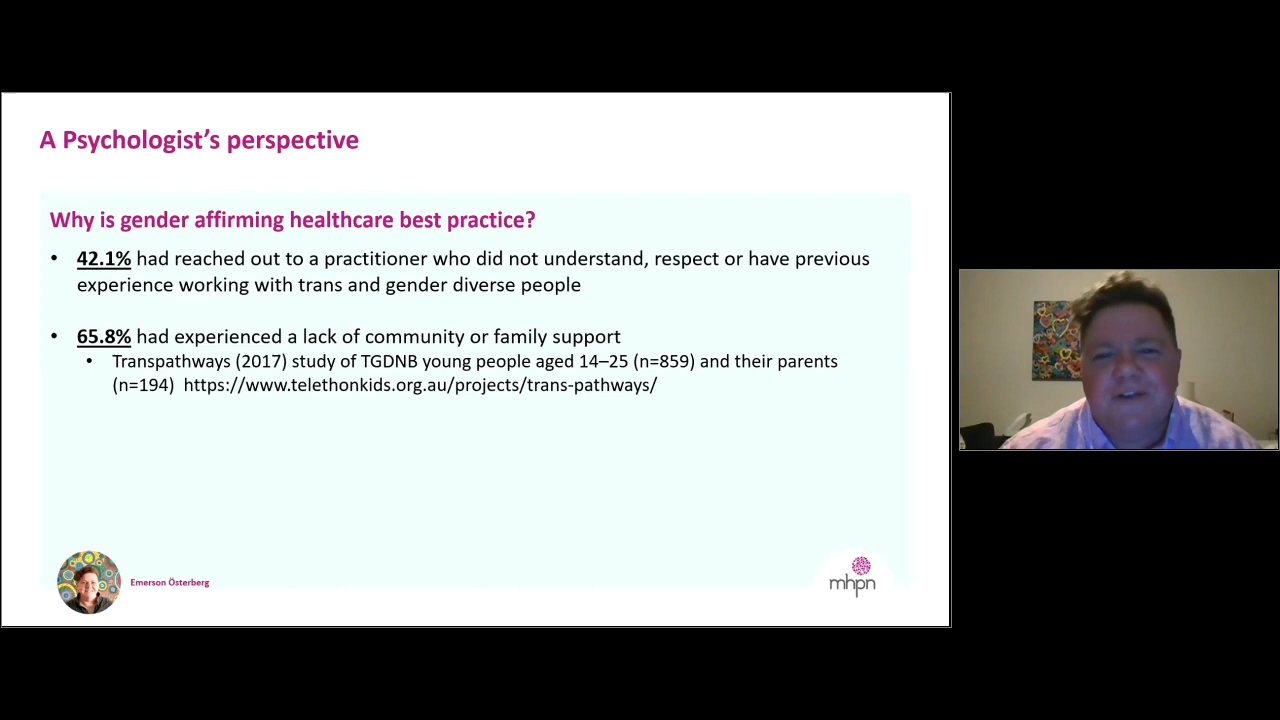 A Psychologist’s perspective
Why is gender affirming healthcare best practice?
• 42.1% had reached out to a practitioner who did not understand, respect or have previous
experience working with trans and gender diverse people
• 65.8% had experienced a lack of community or family support
• Transpathways (2017) study of TGDNB young people aged 14–25 (n=859) and their parents
(n=194) https://www.telethonkids.org.au/projects/trans-pathways/
Emerson Österberg
mhpn